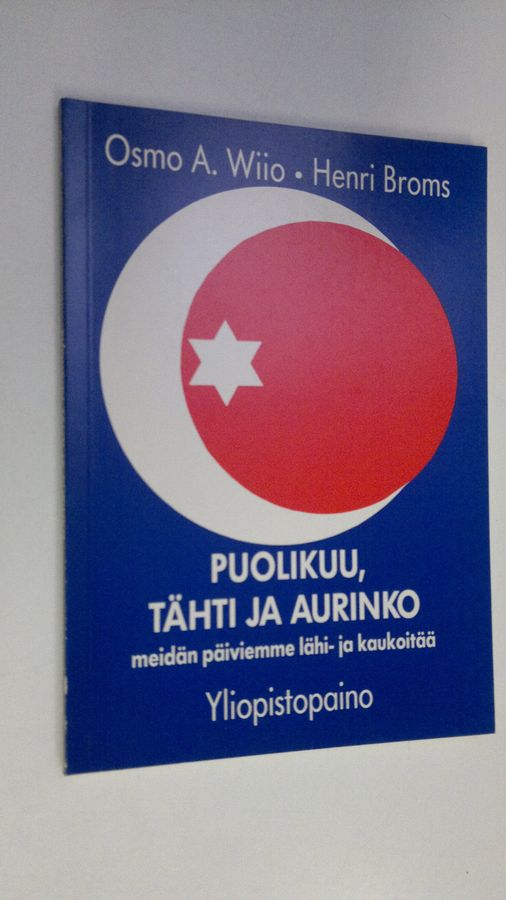 Osmo A. Wiio • Henri Broms
PUOLIKUU,
TÄHTI JA AURINKO
meidän päiviemme lähi- ja kaukoitää
Yliopistopaino